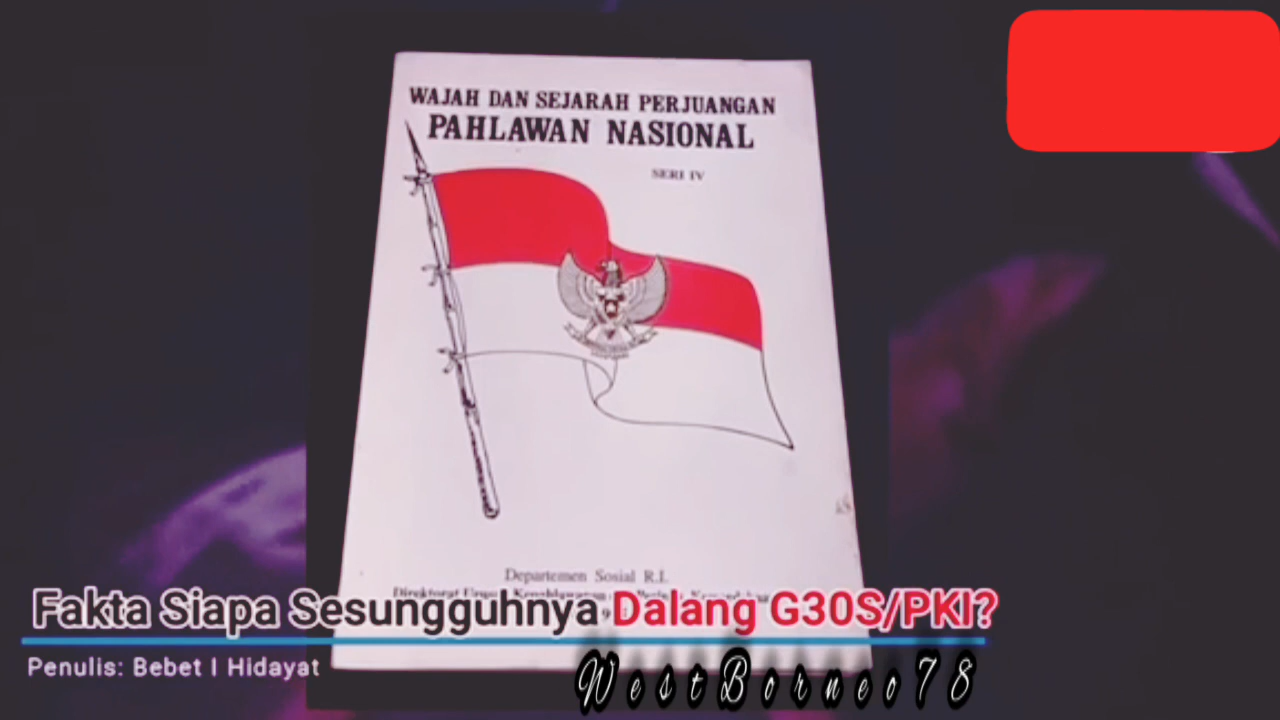 WAJAH DAN SEJARAH PERJUANGAN
PAHLAWAN NASIONAL
SERI IV
Departemen Sosial R.I.
Direktorat
Fakta Siapa Sesungguhnya Dalang G30S/PKI?
Penulis: Bebet I Hidayat
WestBorneo78